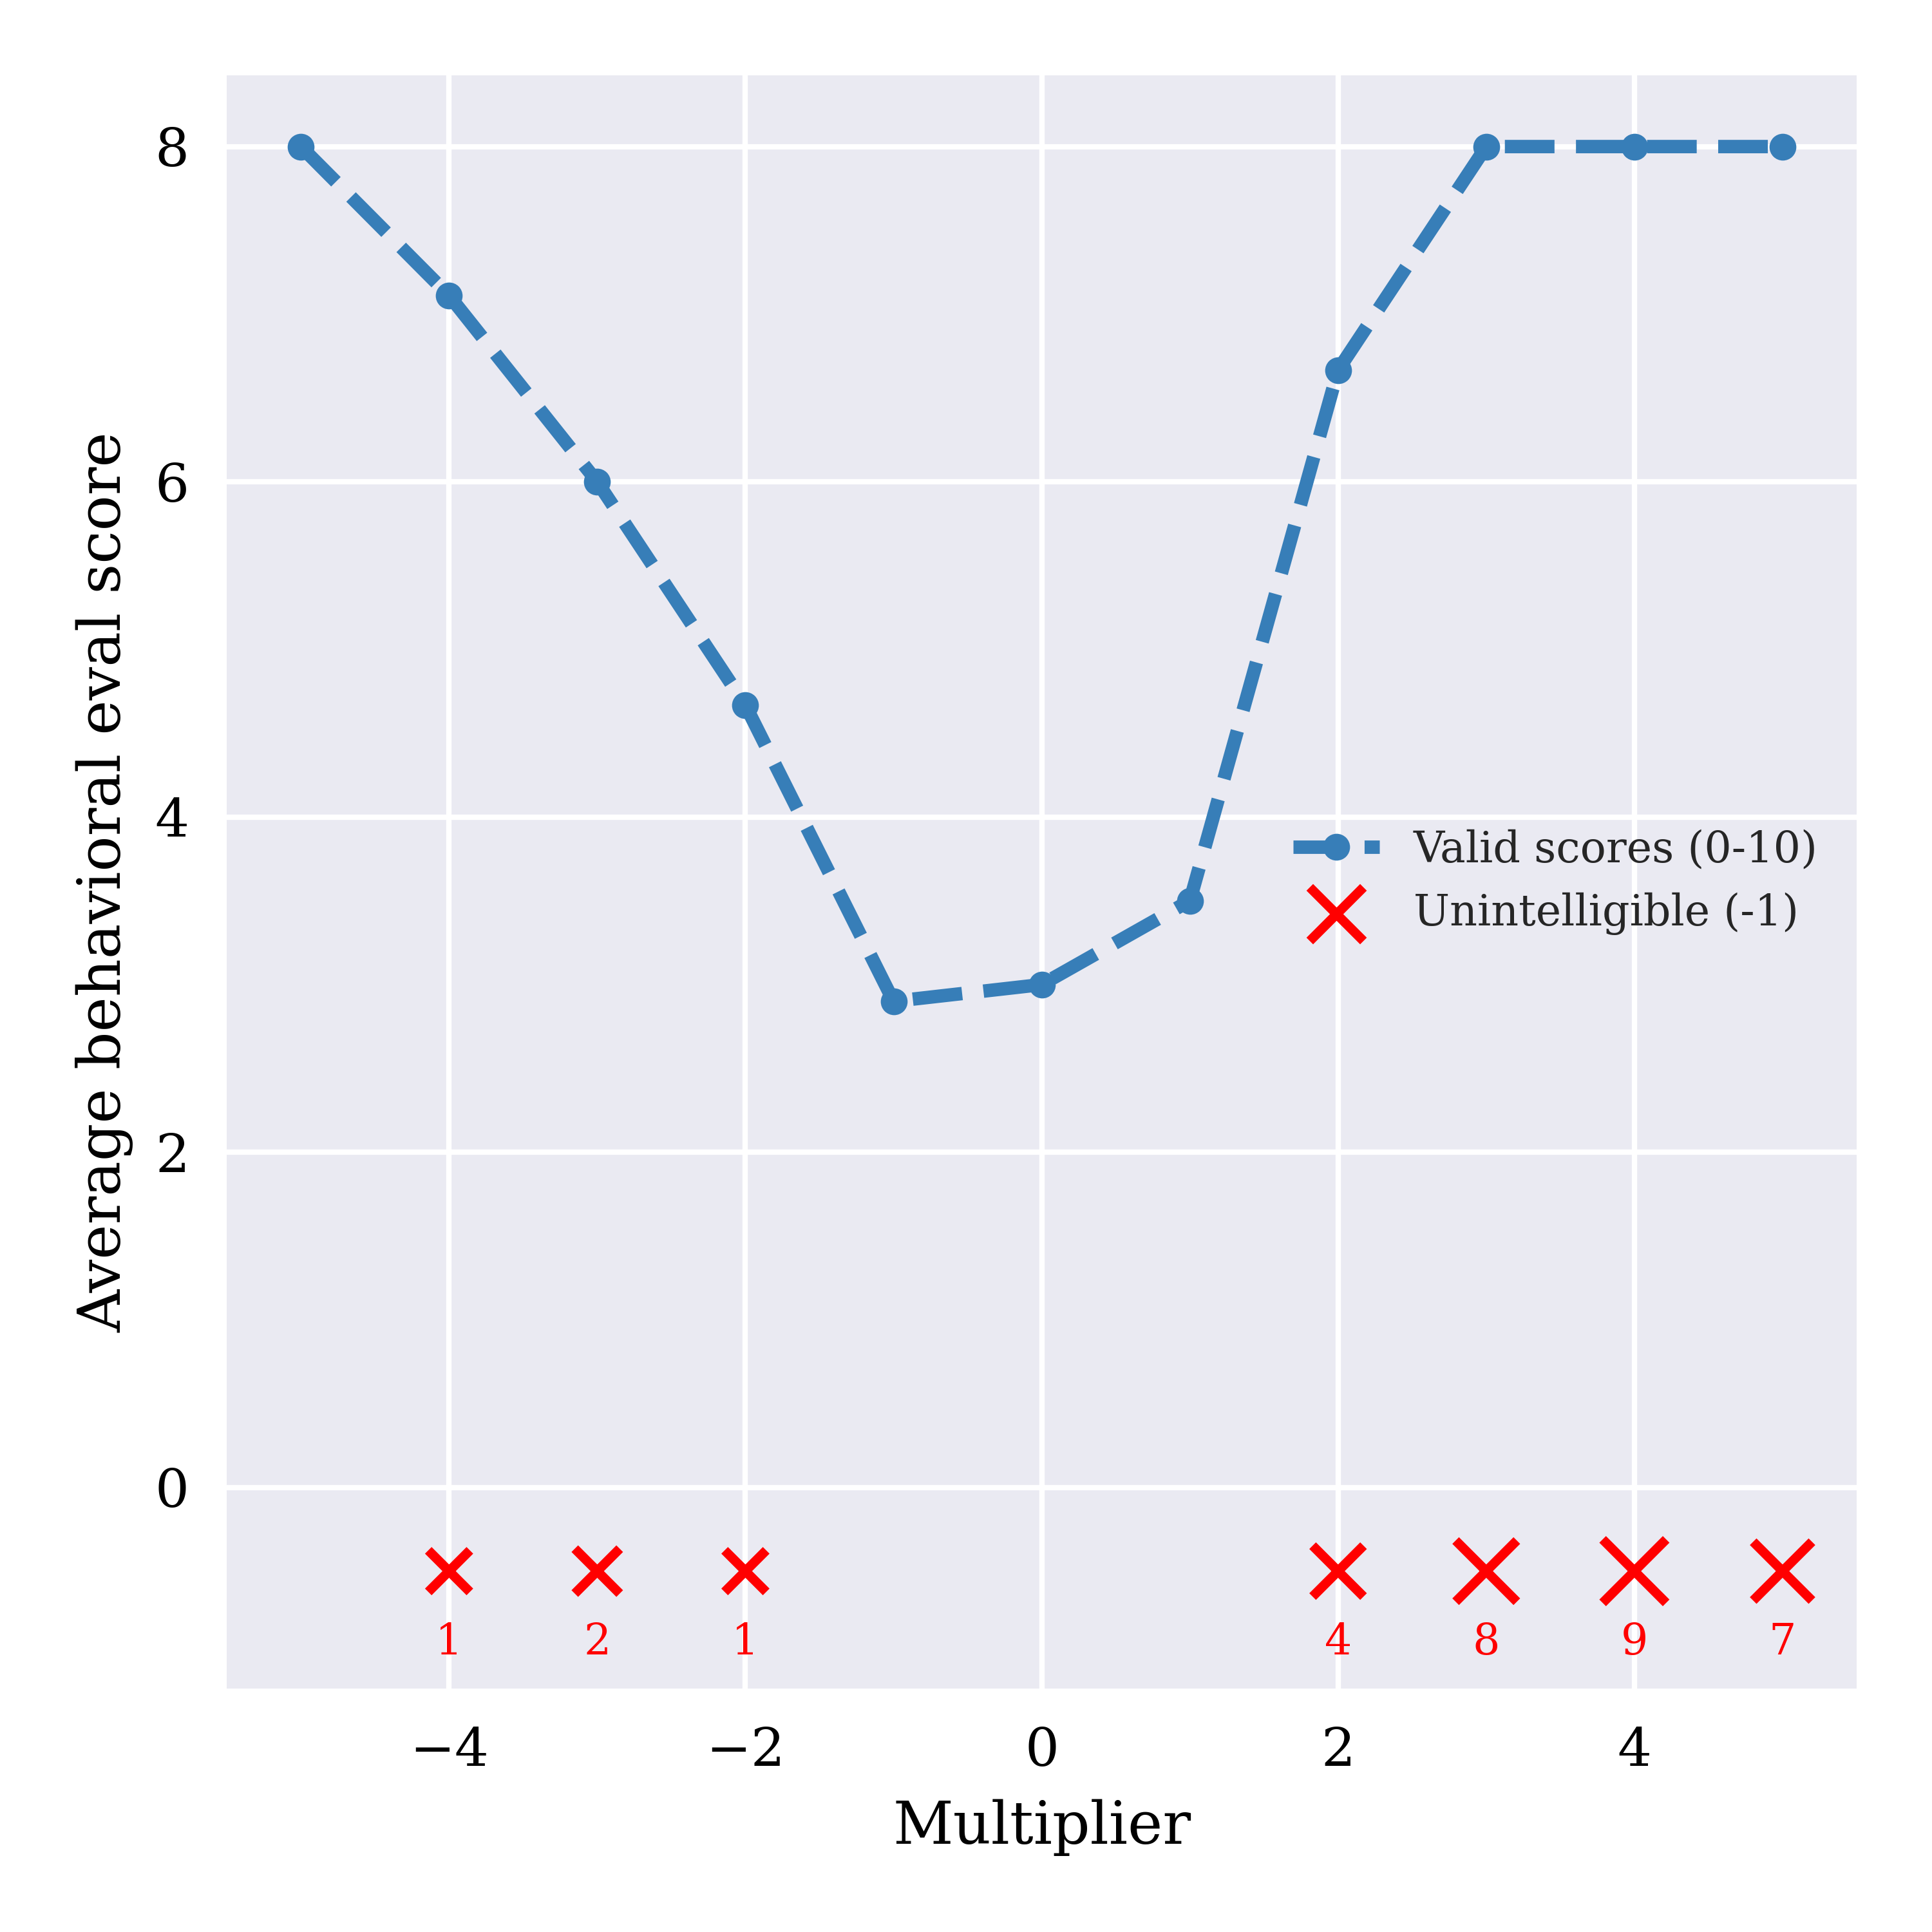 8
6
4
2
0
Average behavioral eval score
Valid scores (0-10)
Unintelligible (-1)
1 2 1 4 8 9 7
−4 −2 0 2 4
Multiplier